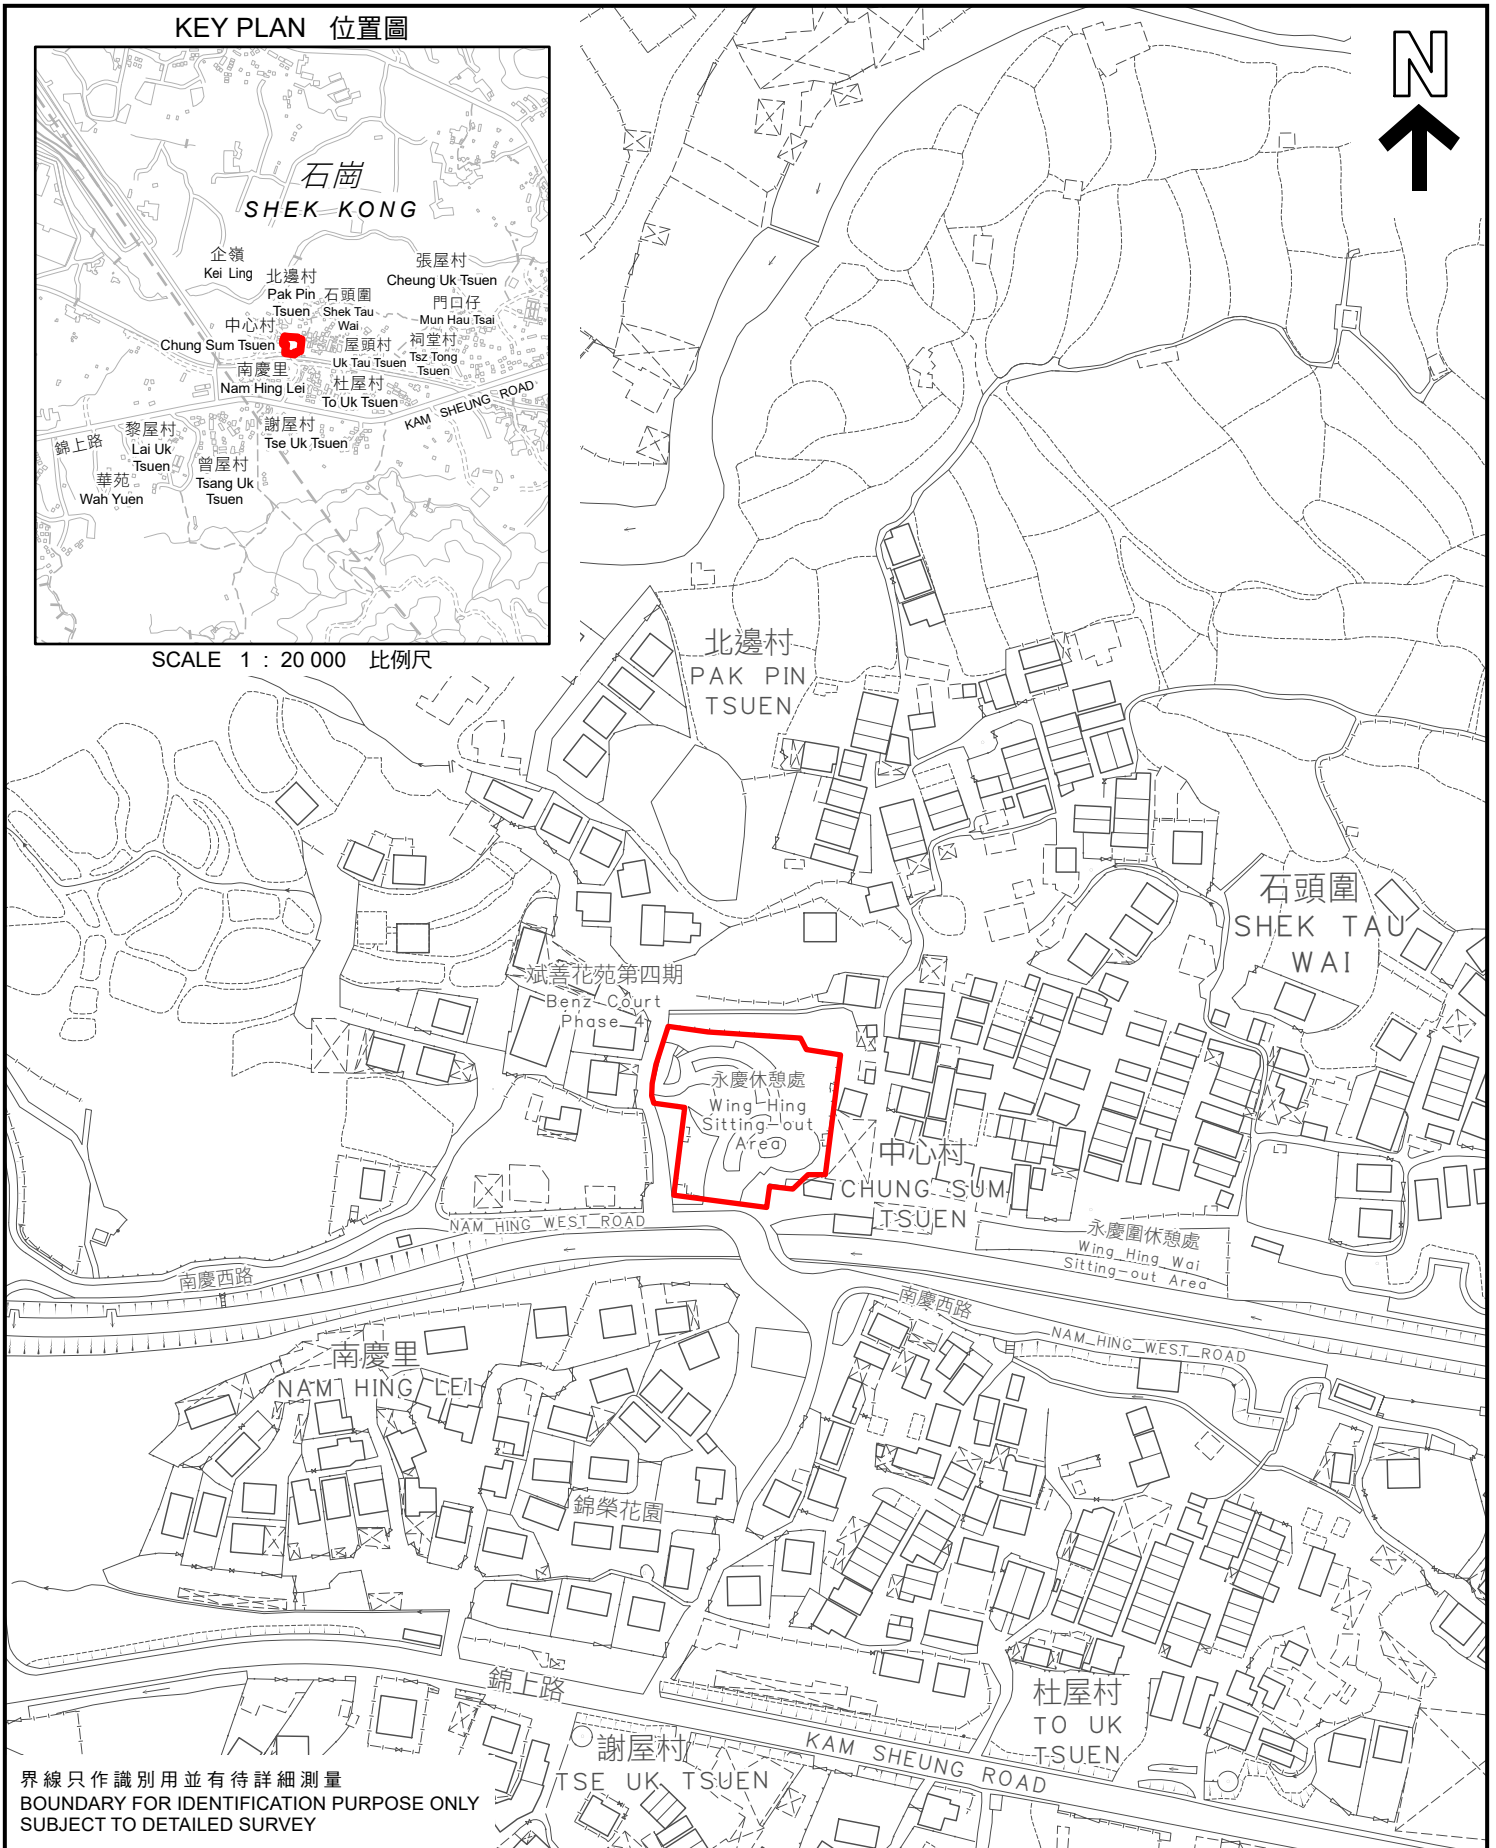 KEY PLAN 位置圖
石崗
SHEK KONG
企嶺
Kei Ling
北邊村
Pak Pin
Tsuen
石頭圍
Shek Tau
Wai
張屋村
Cheung Uk Tsuen
門口仔
Mun Hau Tsai
中心村
Chung Sum Tsuen
屋頭村
Uk Tau Tsuen
祠堂村
Tsz Tong
Tsuen
南慶里
Nam Hing Lei
杜屋村
To Uk Tsuen
KAM SHEUNG ROAD
錦上路
黎屋村
Lai Uk
Tsuen
謝屋村
Tse Uk Tsuen
曾屋村
Tsang Uk
Tsuen
華苑
Wah Yuen
SCALE 1 : 20 000 比例尺
N
北邊村
PAK PIN
TSUEN
石頭圍
SHEK TAU
WAI
斌善花苑第四期
Benz Court
Phase 4
永慶休憩處
Wing Hing
Sitting-out
Area
中心村
CHUNG SUM
TSUEN
永慶圍休憩處
Wing Hing Wai
Sitting-out Area
NAM HING WEST ROAD
南慶西路
南慶西路
NAM HING WEST ROAD
南慶里
NAM HING LEI
錦榮花園
錦上路
KAM SHEUNG ROAD
杜屋村
TO UK
TSUEN
謝屋村
TSE UK TSUEN
界線只作識別用並有待詳細測量
BOUNDARY FOR IDENTIFICATION PURPOSE ONLY
SUBJECT TO DETAILED SURVEY